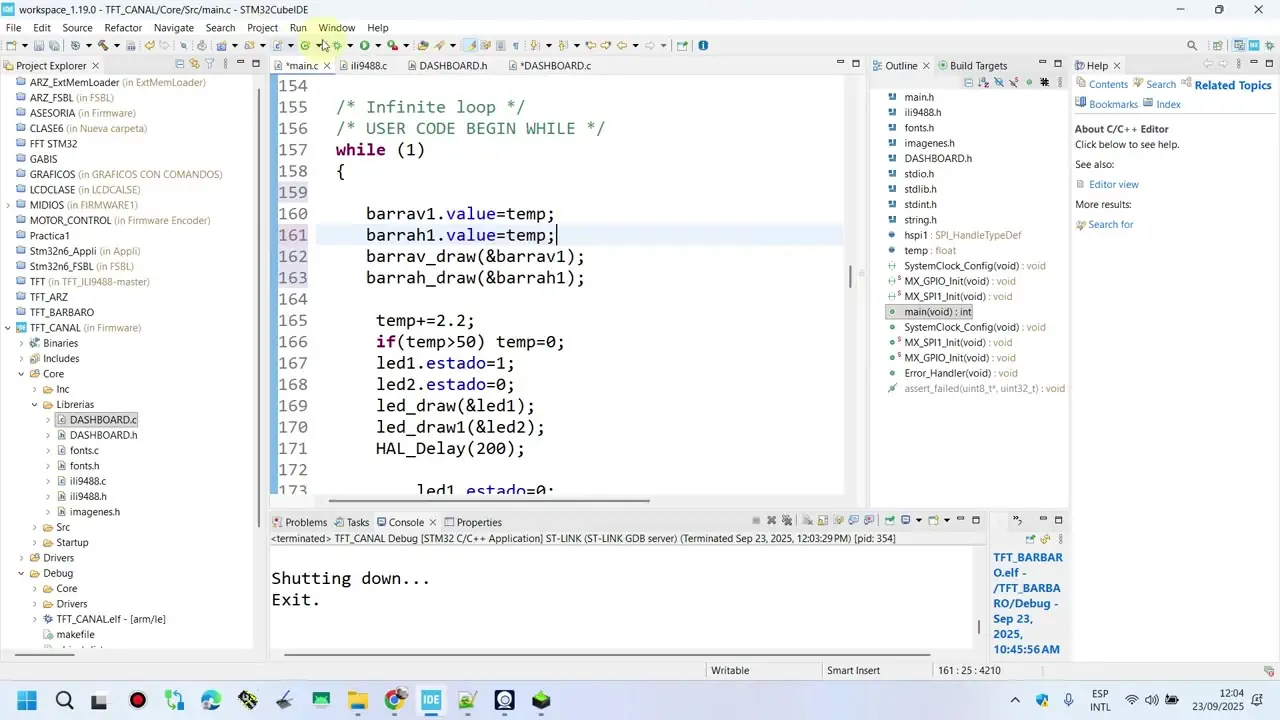 workspace_1.19.0 - TFT_CANAL/Core/Src/main.c - STM32CubeIDE
File Edit Source Refactor Navigate Search Project Run Window Help
Project Explorer
ARZ_ExtMemLoader (in ExtMemLoader)
ARZ_FSBL (in FSBL)
ASESORIA (in Firmware)
CLASE6 (in Nueva carpeta)
FFT STM32
GABIS
GRAFICOS (in GRAFICOS CON COMANDOS)
LCDCLASE (in LCDCALSE)
MIDIOS (in FIRMWARE1)
MOTOR_CONTROL (in Firmware Encoder)
Practica1
Stm32n6_Appli (in Appli)
Stm32n6_FSBL (in FSBL)
TFT (in TFT_ILI9488-master)
TFT_ARZ
TFT_BARBARO
TFT_CANAL (in Firmware)
Binaries
Includes
Core
Inc
Librerias
DASHBOARD.c
DASHBOARD.h
fonts.c
fonts.h
ili9488.c
ili9488.h
imagenes.h
Src
Startup
Drivers
Debug
Core
Drivers
TFT_CANAL.elf - [arm/le]
makefile
*main.c ili9488.c DASHBOARD.h *DASHBOARD.c
154
155 /* Infinite loop */
156 /* USER CODE BEGIN WHILE */
157 while (1)
158 {
159
160 barrav1.value=temp;
161 barrah1.value=temp;
162 barrav_draw(&barrav1);
163 barrah_draw(&barrah1);
164
165 temp+=2.2;
166 if(temp>50) temp=0;
167 led1.estado=1;
168 led2.estado=0;
169 led_draw(&led1);
170 led_draw1(&led2);
171 HAL_Delay(200);
172
173 led1.estado=0;
Problems Tasks Console Properties
<terminated> TFT_CANAL Debug [STM32 C/C++ Application] ST-LINK (ST-LINK GDB server) (Terminated Sep 23, 2025, 12:03:29 PM) [pid: 354]
Shutting down...
Exit.
Outline Build Targets
main.h
ili9488.h
fonts.h
imagenes.h
DASHBOARD.h
stdio.h
stdlib.h
stdint.h
string.h
hspi1 : SPI_HandleTypeDef
temp : float
SystemClock_Config(void) : void
MX_GPIO_Init(void) : void
MX_SPI1_Init(void) : void
main(void) : int
SystemClock_Config(void) : void
MX_SPI1_Init(void) : void
MX_GPIO_Init(void) : void
Error_Handler(void) : void
assert_failed(uint8_t*, uint32_t) : void
Help
Contents Search Related Topics
Bookmarks Index
About C/C++ Editor
Click below to see help.
See also:
Editor view
More results:
Search for
TFT_BARBAR
O.elf -
/TFT_BARBA
RO/Debug -
Sep 23,
2025,
10:45:56 AM
Writable Smart Insert 161 : 25 : 4210
ESP
INTL
12:04
23/09/2025